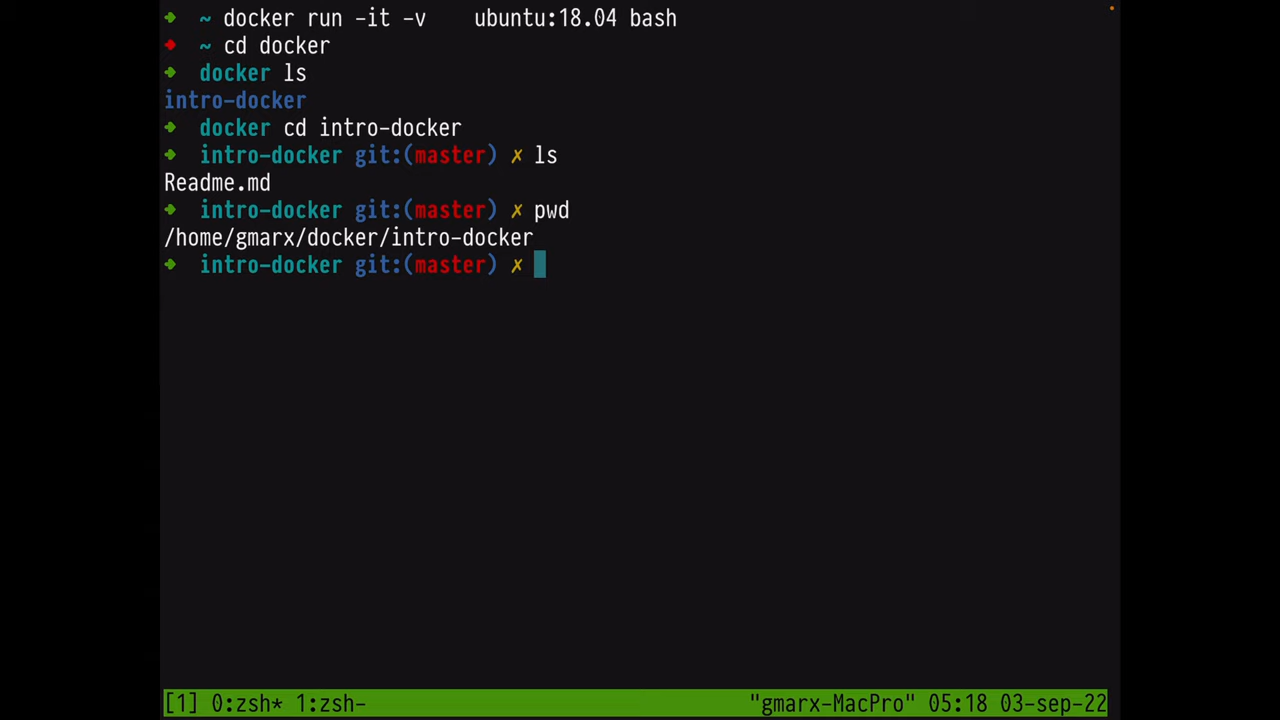 ➜  ~ docker run -it -v    ubuntu:18.04 bash
➜  ~ cd docker
➜  docker ls
intro-docker
➜  docker cd intro-docker
➜  intro-docker git:(master) ✗ ls
Readme.md
➜  intro-docker git:(master) ✗ pwd
/home/gmarx/docker/intro-docker
➜  intro-docker git:(master) ✗
[1] 0:zsh* 1:zsh- "gmarx-MacPro" 05:18 03-sep-22